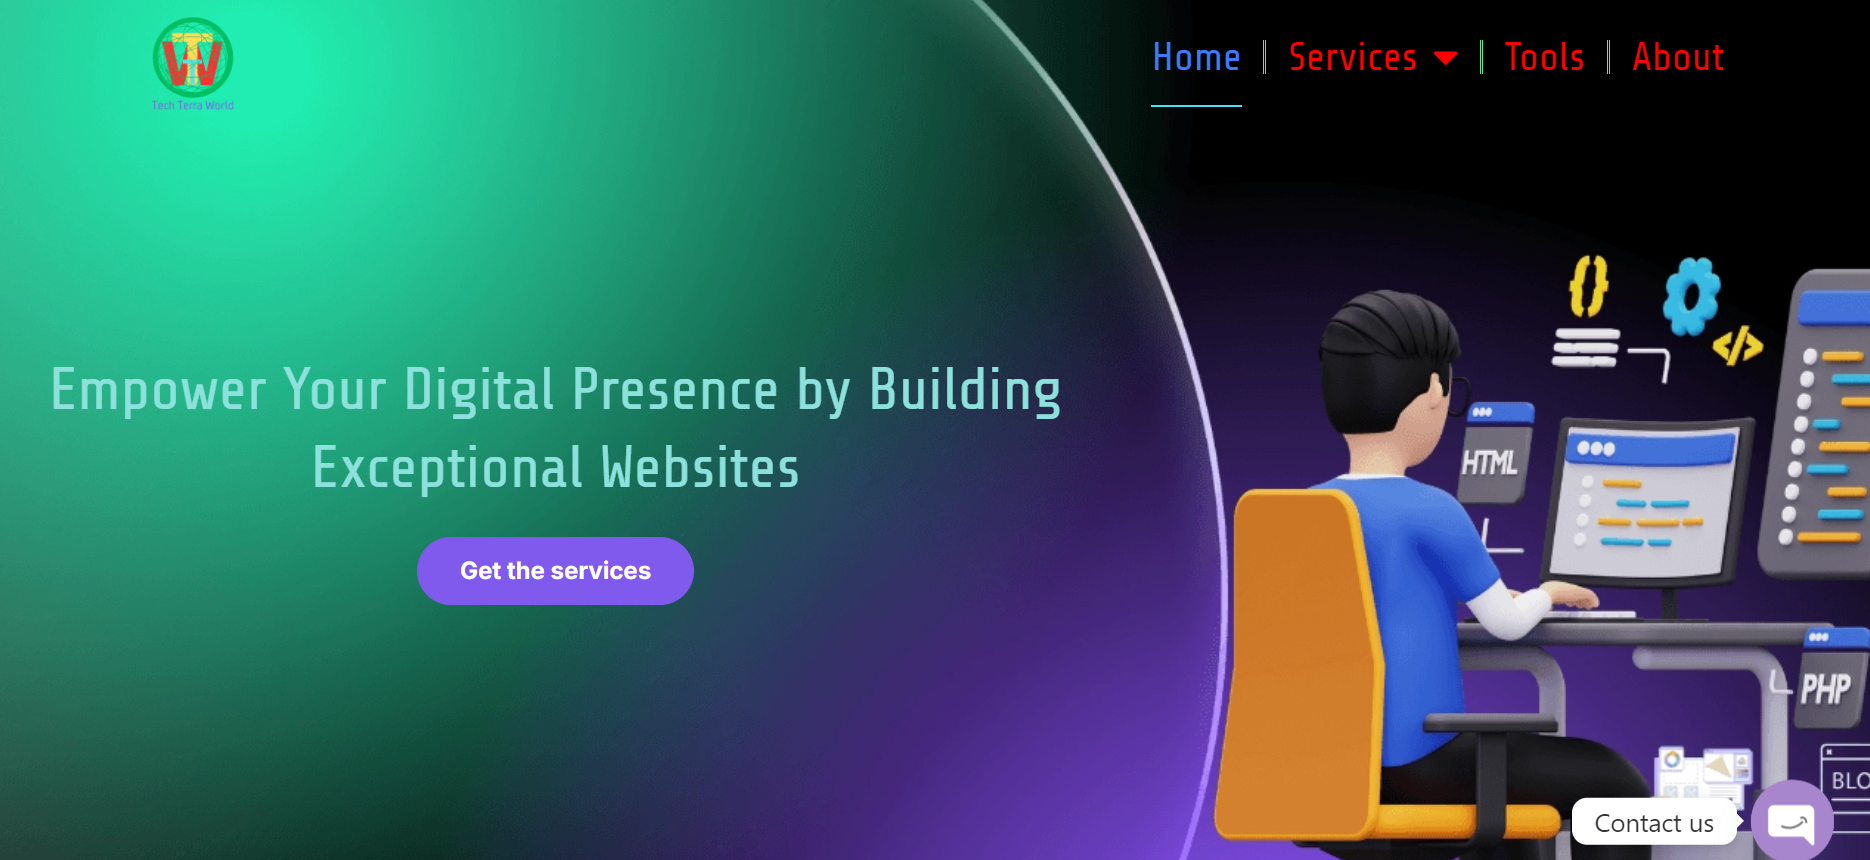 Tech Terra World
Home
Services
Tools
About
Empower Your Digital Presence by Building
Exceptional Websites
Get the services
HTML
PHP
BLO
Contact us